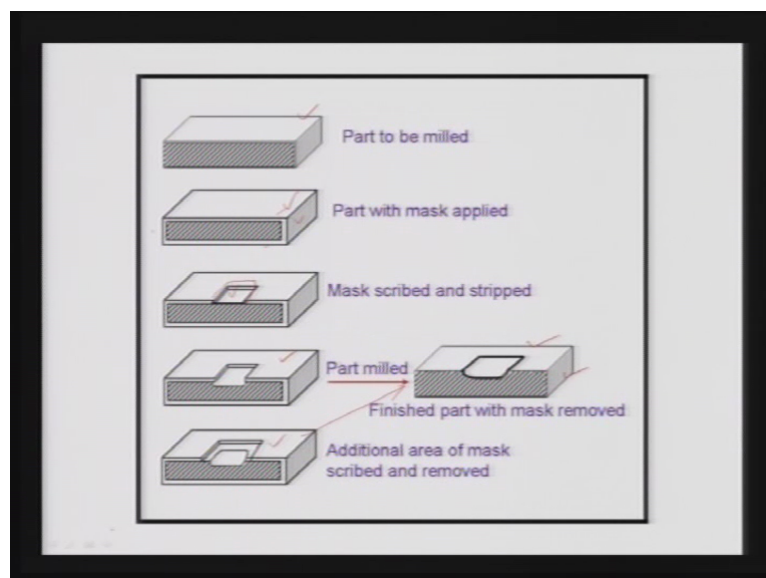 Part to be milled
Part with mask applied
Mask scribed and stripped
Part milled
Finished part with mask removed
Additional area of mask
scribed and removed